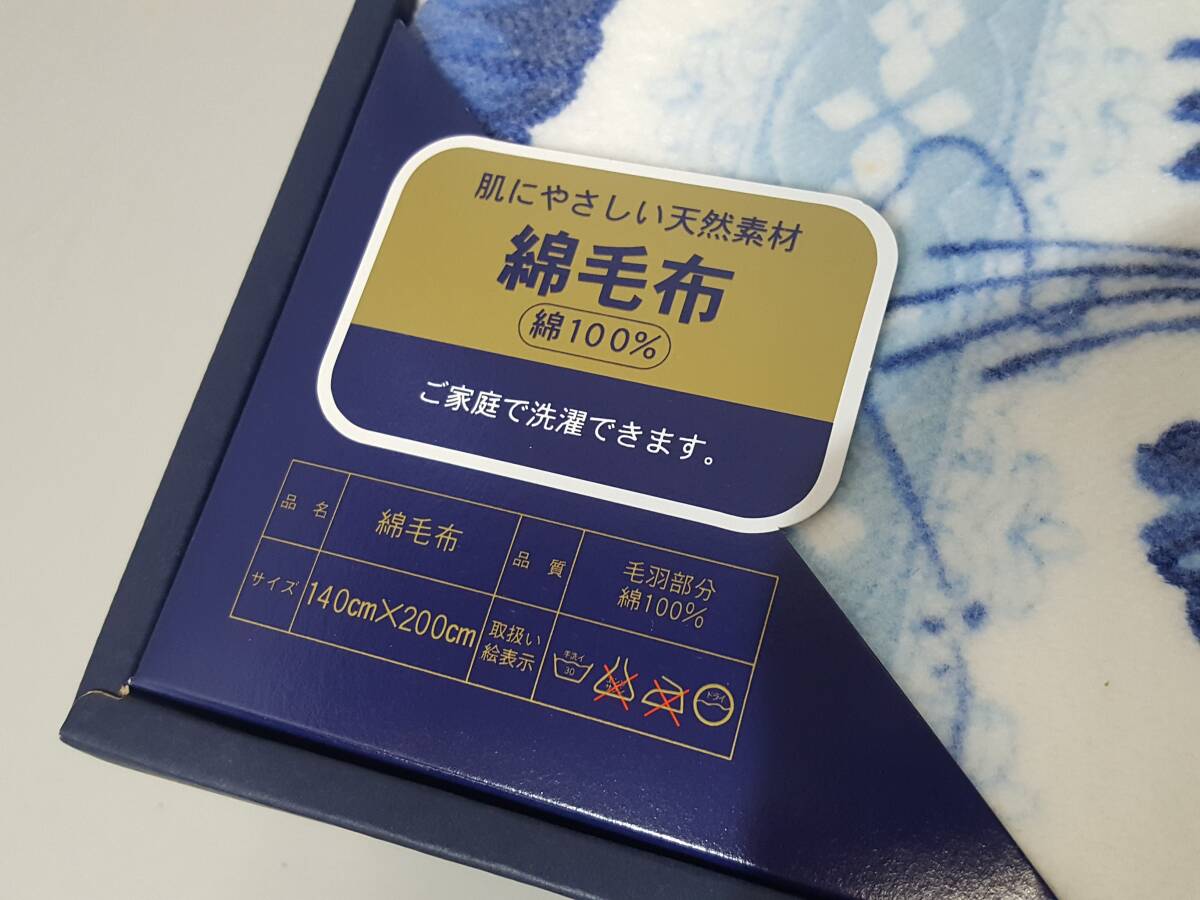 肌にやさしい天然素材
綿毛布
綿100%
ご家庭で洗濯できます。
品名 綿毛布 品質 毛羽部分
綿100%
サイズ 140cm×200cm 取扱い
絵表示
手洗イ
30
ドライ